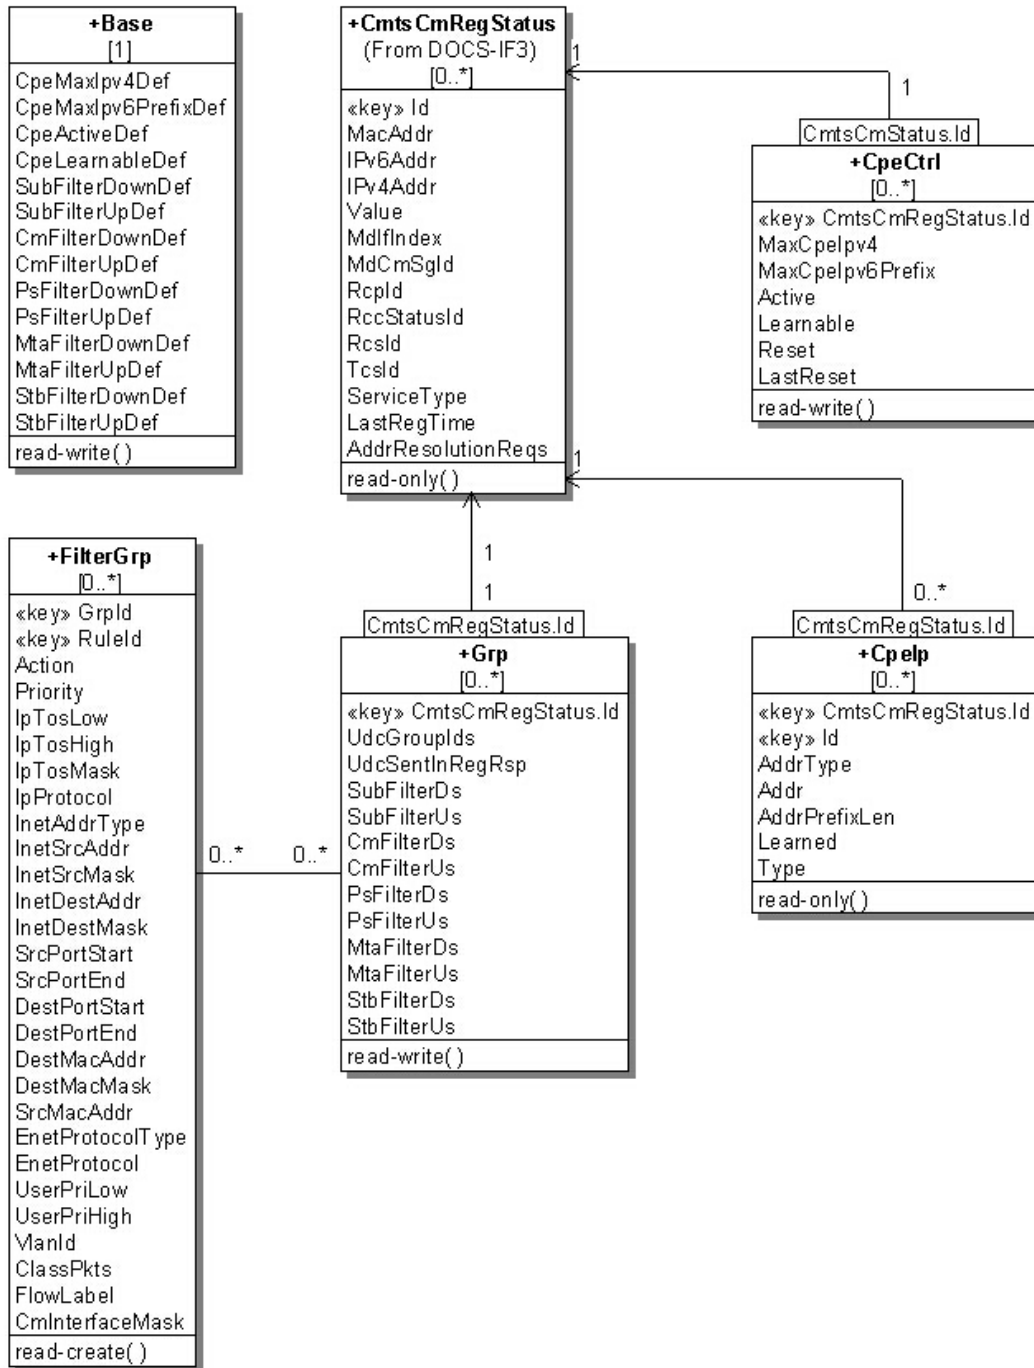 +Base
[1]
CpeMaxIpv4Def
CpeMaxIpv6PrefixDef
CpeActiveDef
CpeLearnableDef
SubFilterDownDef
SubFilterUpDef
CmFilterDownDef
CmFilterUpDef
PsFilterDownDef
PsFilterUpDef
MtaFilterDownDef
MtaFilterUpDef
StbFilterDownDef
StbFilterUpDef
read-write()
+CmtsCmRegStatus
(From DOCS-IF3)
[0..*]
«key» Id
MacAddr
IPv6Addr
IPv4Addr
Value
MdIfIndex
MdCmSgId
RcpId
RccStatusId
RcsId
TcsId
ServiceType
LastRegTime
AddrResolutionReqs
read-only()
1
1
CmtsCmStatus.Id
+CpeCtrl
[0..*]
«key» CmtsCmRegStatus.Id
MaxCpeIpv4
MaxCpeIpv6Prefix
Active
Learnable
Reset
LastReset
read-write()
1
0..*
1
1
+FilterGrp
[0..*]
«key» GrpId
«key» RuleId
Action
Priority
IpTosLow
IpTosHigh
IpTosMask
IpProtocol
InetAddrType
InetSrcAddr
InetSrcMask
InetDestAddr
InetDestMask
SrcPortStart
SrcPortEnd
DestPortStart
DestPortEnd
DestMacAddr
DestMacMask
SrcMacAddr
EnetProtocolType
EnetProtocol
UserPriLow
UserPriHigh
VlanId
ClassPkts
FlowLabel
CmInterfaceMask
read-create()
0..* 0..*
CmtsCmRegStatus.Id
+Grp
[0..*]
«key» CmtsCmRegStatus.Id
UdcGroupIds
UdcSentInRegRsp
SubFilterDs
SubFilterUs
CmFilterDs
CmFilterUs
PsFilterDs
PsFilterUs
MtaFilterDs
MtaFilterUs
StbFilterDs
StbFilterUs
read-write()
CmtsCmRegStatus.Id
+CpeIp
[0..*]
«key» CmtsCmRegStatus.Id
«key» Id
AddrType
Addr
AddrPrefixLen
Learned
Type
read-only()